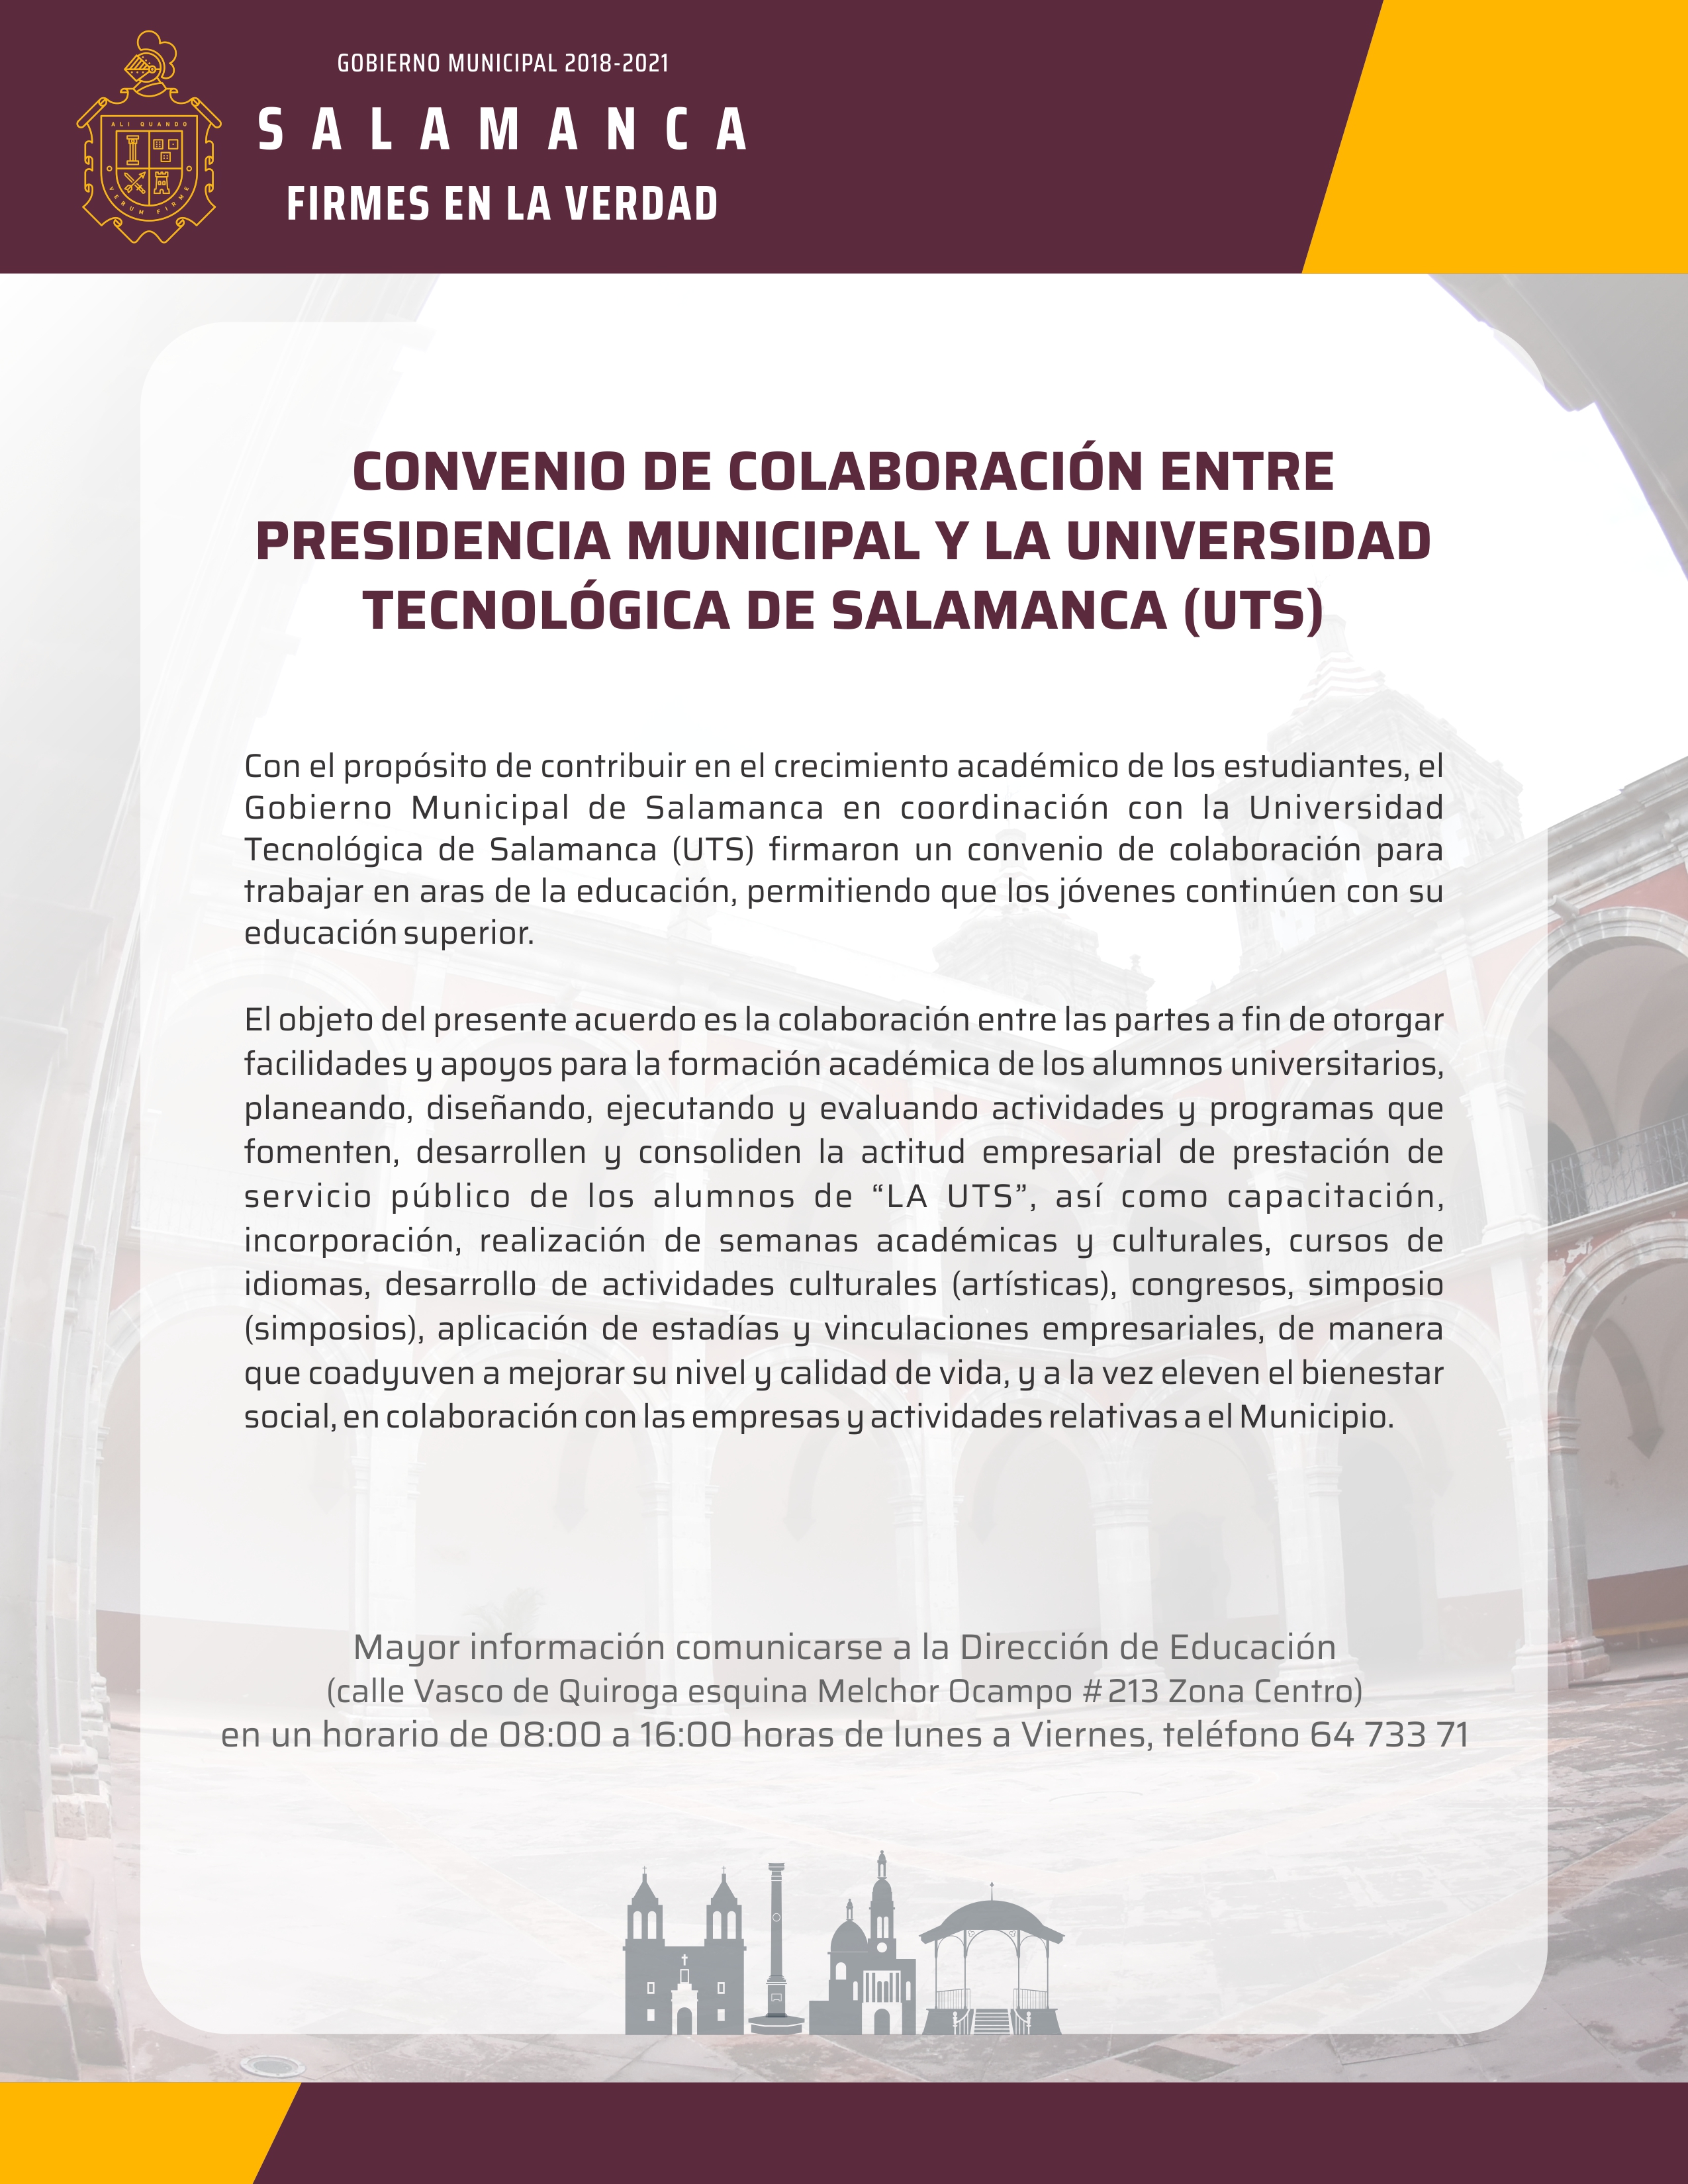 GOBIERNO MUNICIPAL 2018-2021
SALAMANCA
FIRMES EN LA VERDAD
ALI QUANDO
VERUM FIRME
CONVENIO DE COLABORACIÓN ENTRE
PRESIDENCIA MUNICIPAL Y LA UNIVERSIDAD
TECNOLÓGICA DE SALAMANCA (UTS)
Con el propósito de contribuir en el crecimiento académico de los estudiantes, el
Gobierno Municipal de Salamanca en coordinación con la Universidad
Tecnológica de Salamanca (UTS) firmaron un convenio de colaboración para
trabajar en aras de la educación, permitiendo que los jóvenes continúen con su
educación superior.
El objeto del presente acuerdo es la colaboración entre las partes a fin de otorgar
facilidades y apoyos para la formación académica de los alumnos universitarios,
planeando, diseñando, ejecutando y evaluando actividades y programas que
fomenten, desarrollen y consoliden la actitud empresarial de prestación de
servicio público de los alumnos de “LA UTS”, así como capacitación,
incorporación, realización de semanas académicas y culturales, cursos de
idiomas, desarrollo de actividades culturales (artísticas), congresos, simposio
(simposios), aplicación de estadías y vinculaciones empresariales, de manera
que coadyuven a mejorar su nivel y calidad de vida, y a la vez eleven el bienestar
social, en colaboración con las empresas y actividades relativas a el Municipio.
Mayor información comunicarse a la Dirección de Educación
(calle Vasco de Quiroga esquina Melchor Ocampo #213 Zona Centro)
en un horario de 08:00 a 16:00 horas de lunes a Viernes, teléfono 64 733 71